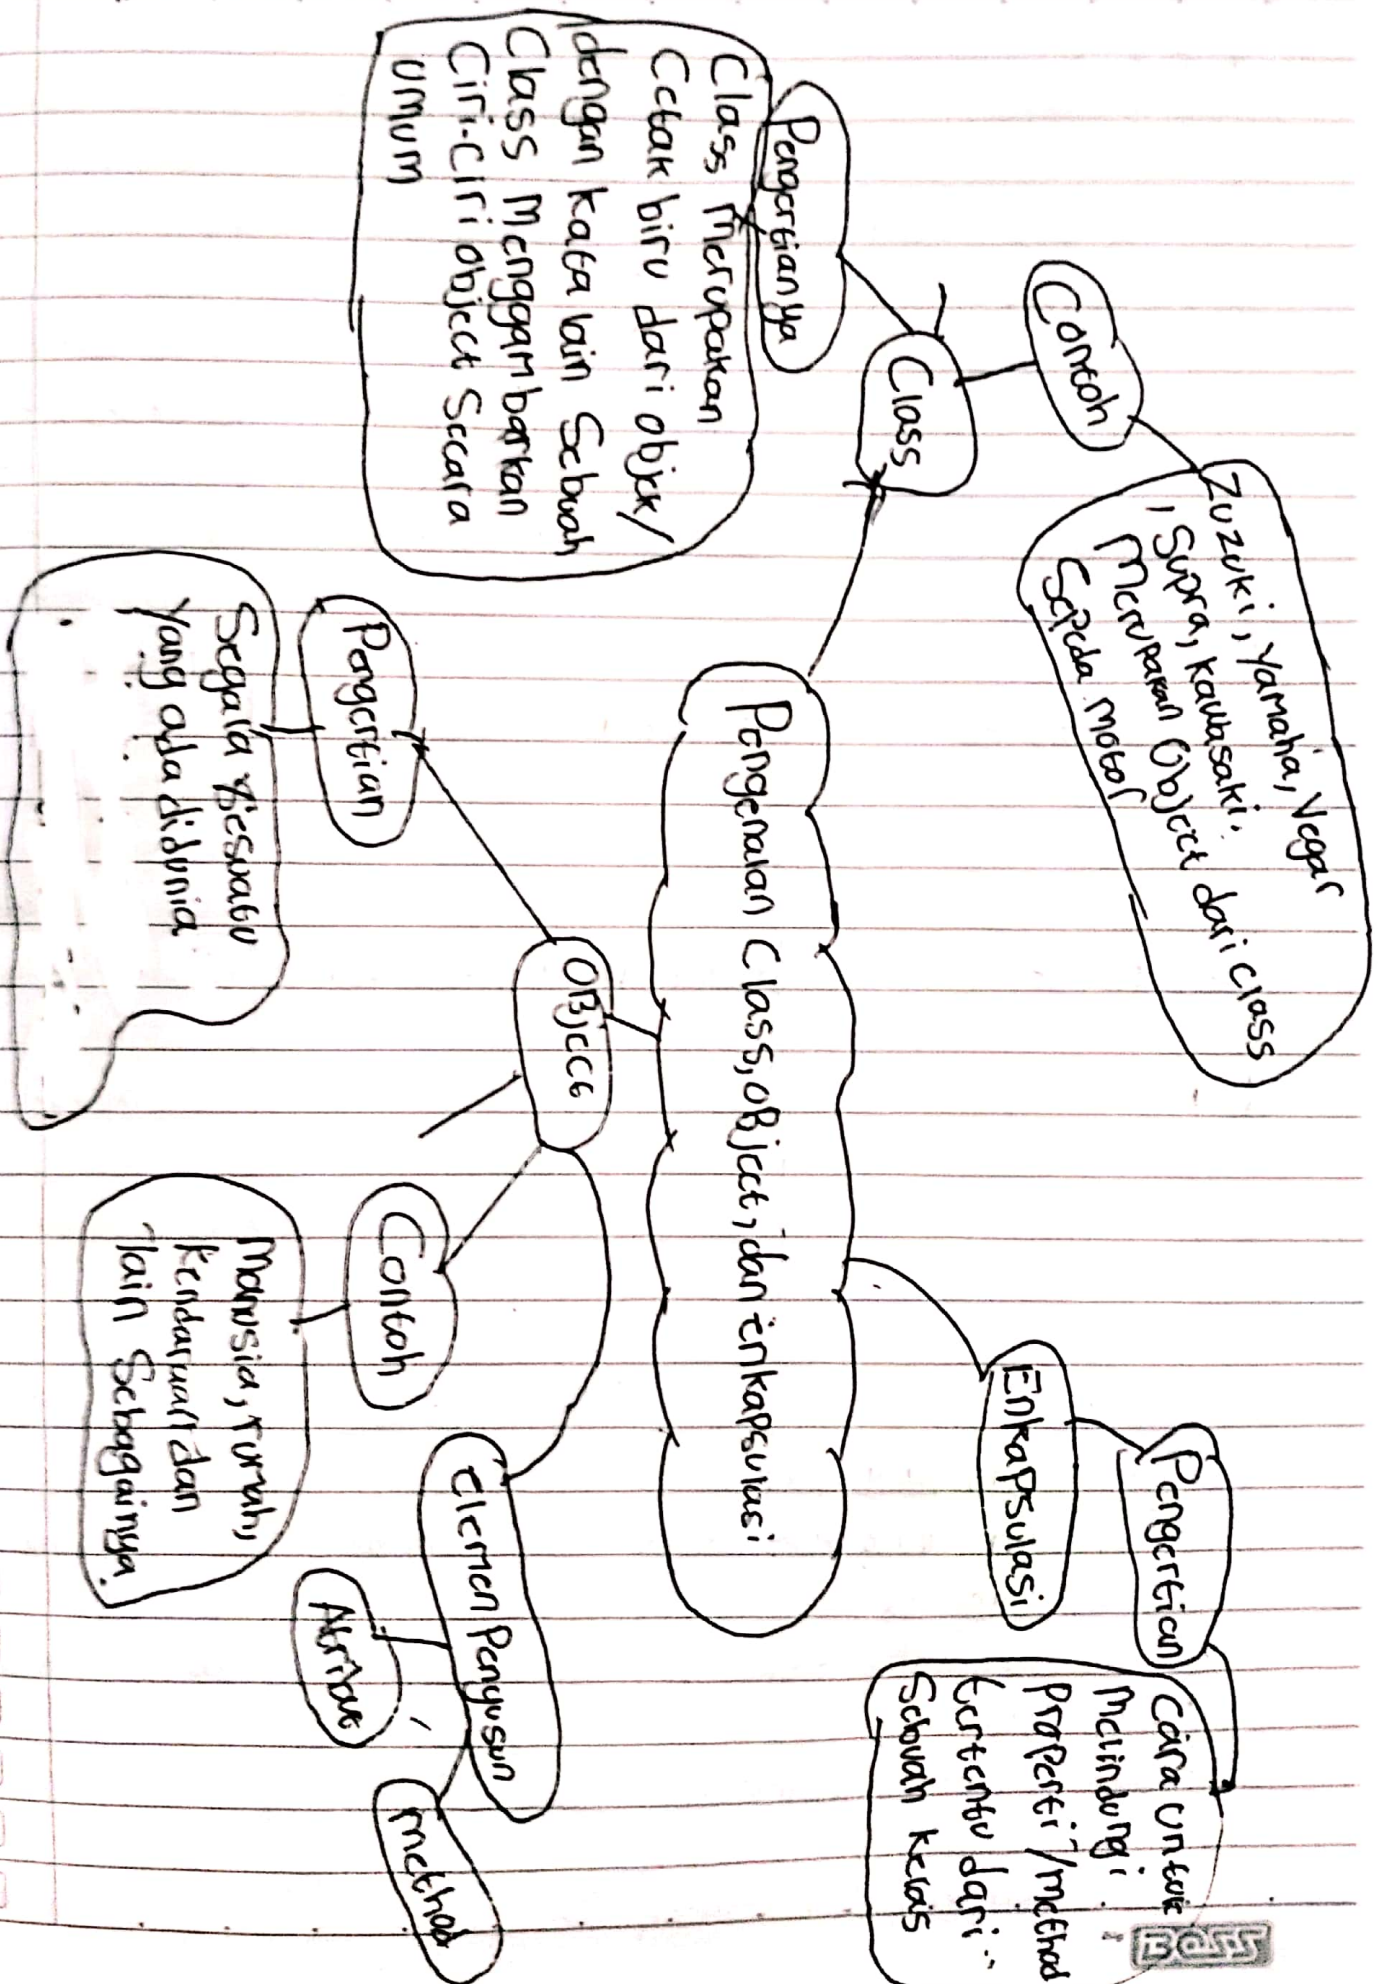 Pengenalan Class, OBject, dan enkapsulasi
Class
Pengertianya
Class Merupakan
Cetak biru dari objek/
dengan kata lain Sebuah
Class Menggambarkan
Ciri-Ciri object Secara
umum
Contoh
Zuzuki, Yamaha, Vegar
, Supra, kawasaki.
Merupakan Object dari class
Sepeda motor
OBject
Pengertian
Segala sesuatu
yang ada didunia
Contoh
Manusia, rumah,
kendaraan dan
lain Sebagainya.
elemen Penyusun
Atribut
method
Enkapsulasi
Pengertian
Cara untuk
Melindungi
Properti/method
tertentu dari
Sebuah kelas
BOSS